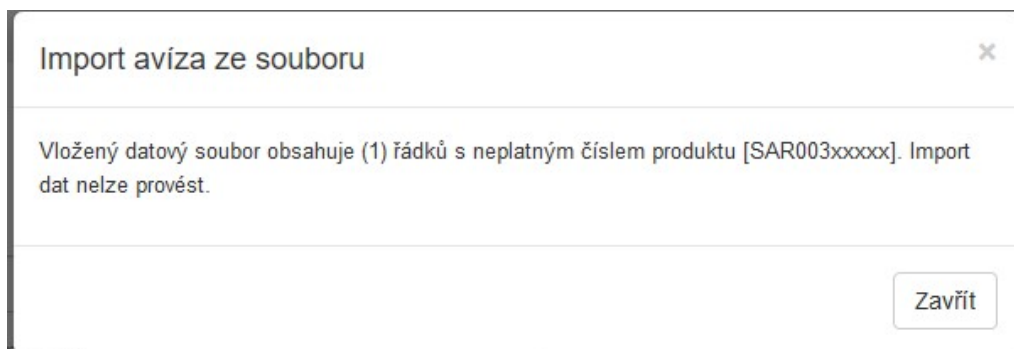 Import avíza ze souboru
×
Vložený datový soubor obsahuje (1) řádků s neplatným číslem produktu [SAR003xxxxx]. Import
dat nelze provést.
Zavřít